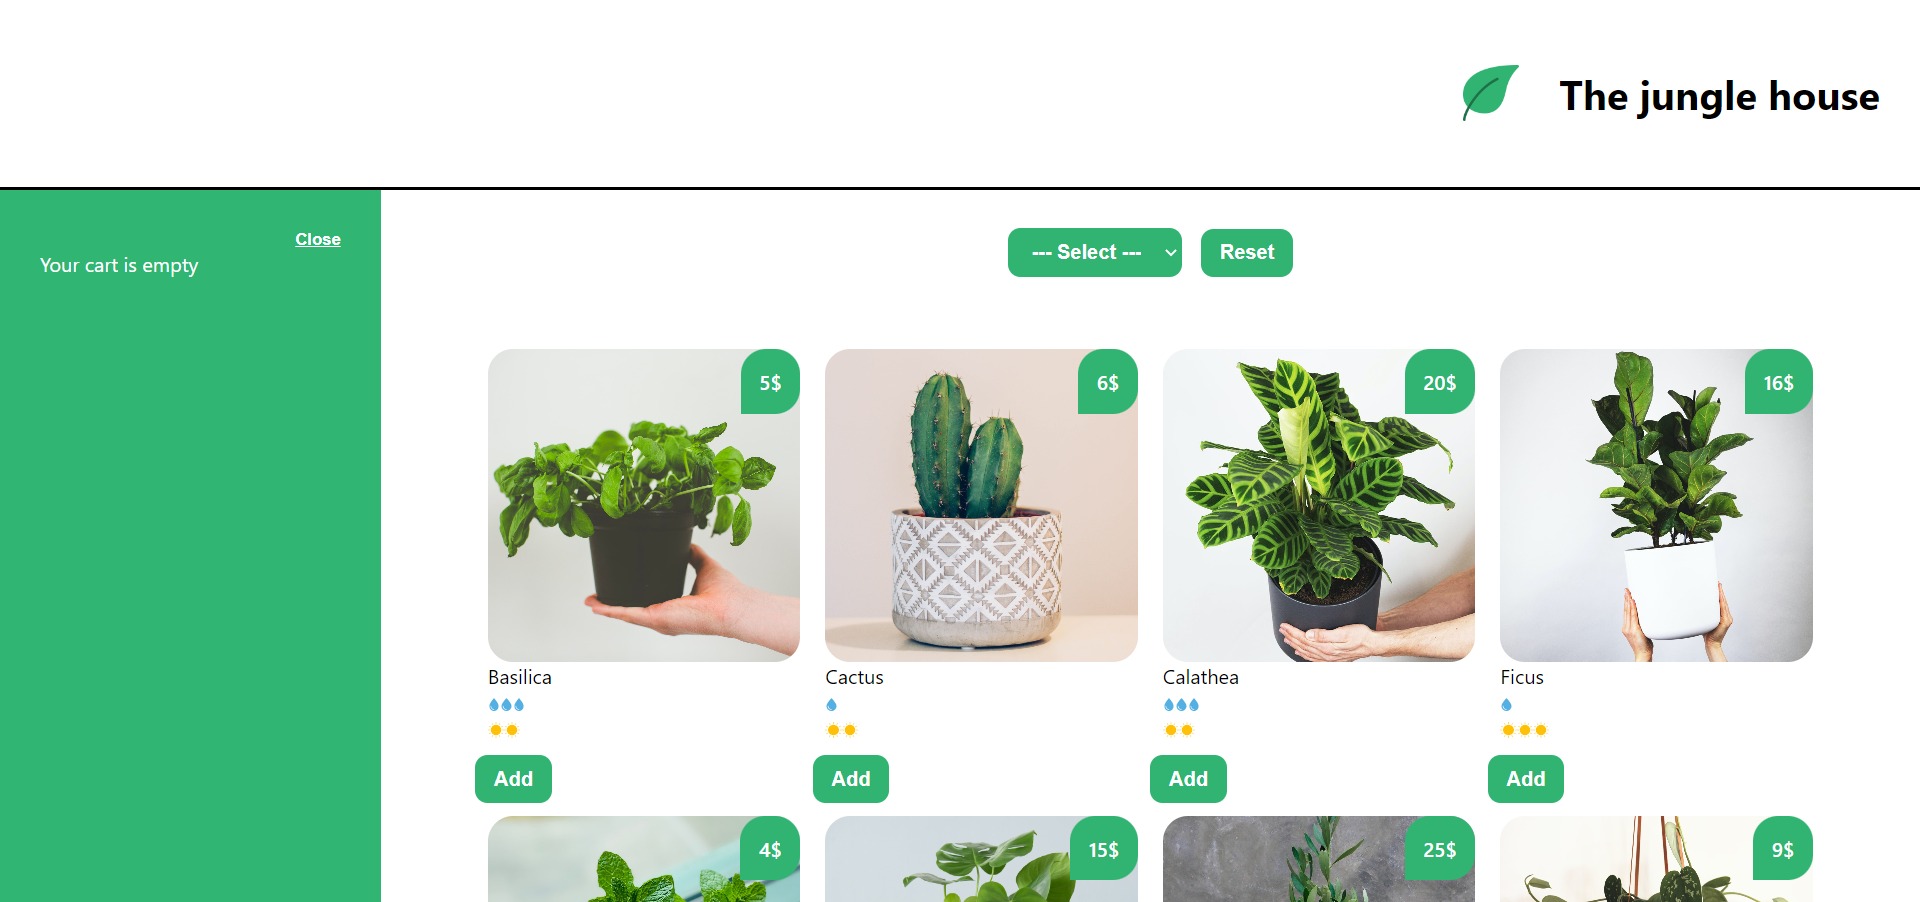 The jungle house
Close
Your cart is empty
--- Select ---
Reset
5$
6$
20$
16$
Basilica
Cactus
Calathea
Ficus
Add
Add
Add
Add
4$
15$
25$
9$